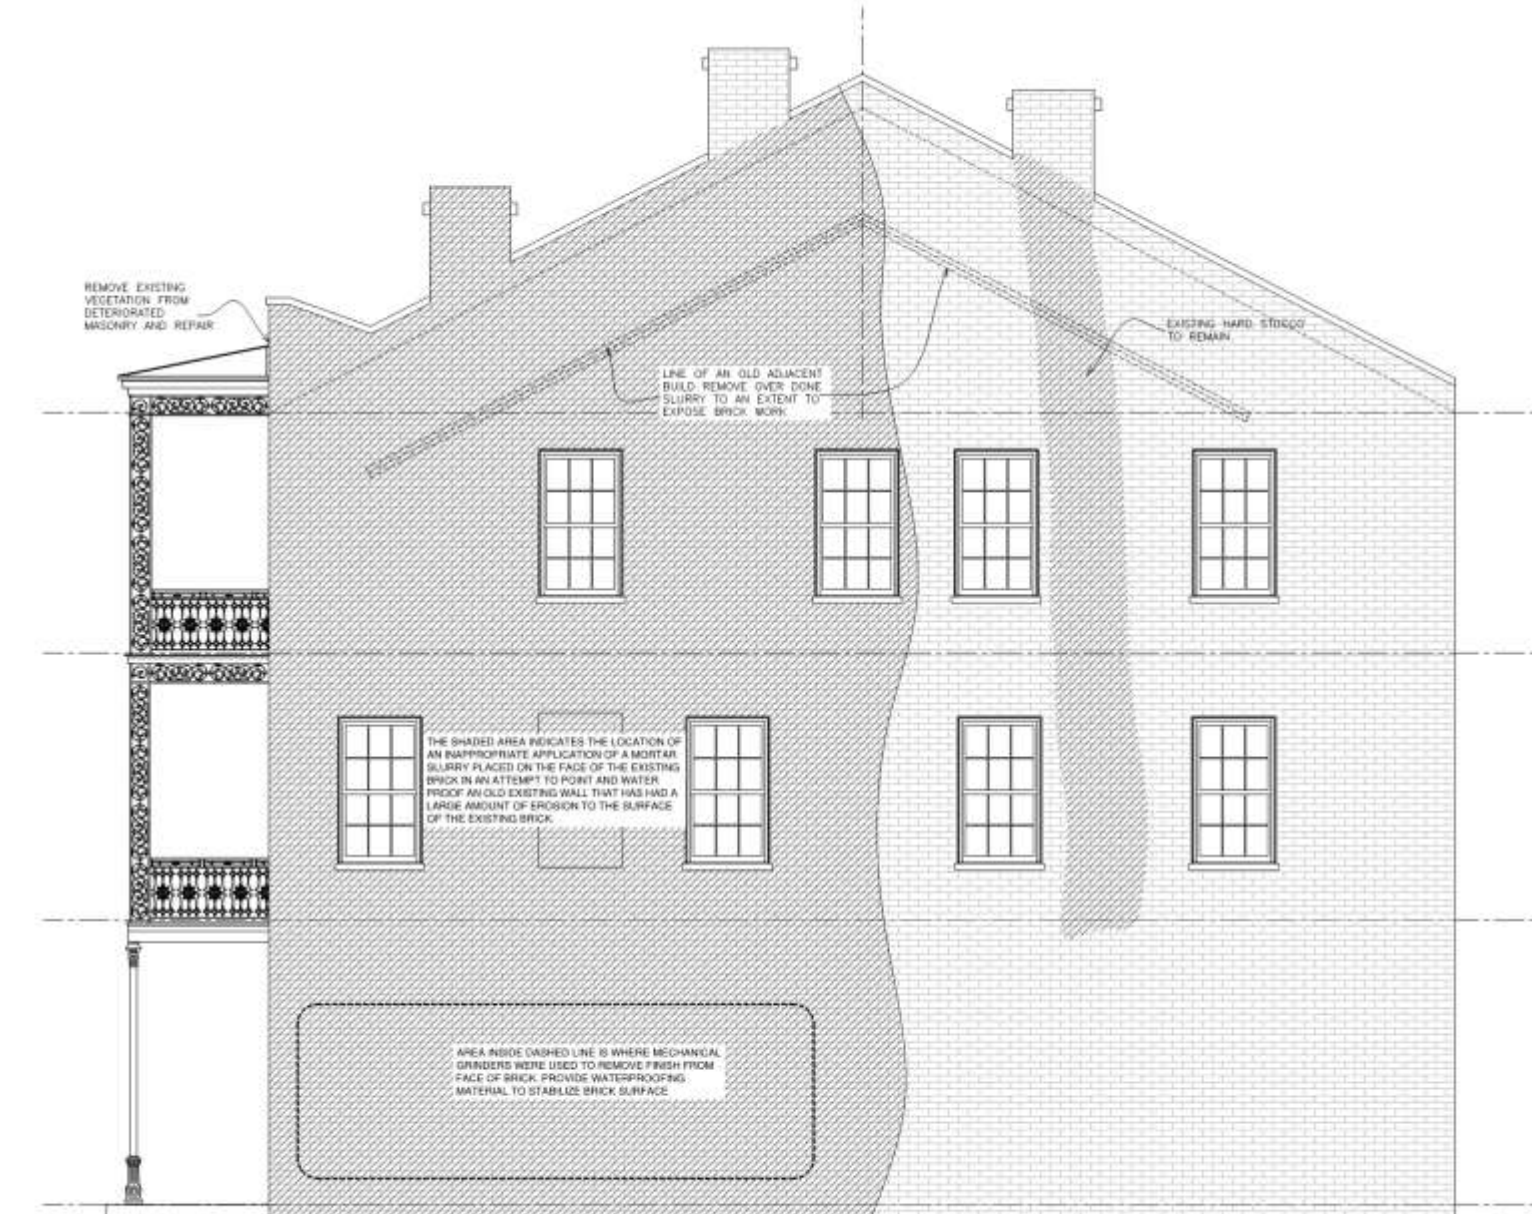 REMOVE EXISTING
VEGETATION FROM
DETERIORATED
MASONRY AND REPAIR
EXISTING HARD STUCCO
TO REMAIN
LINE OF AN OLD ADJACENT
BUILD REMOVE OVER DONE
SLURRY TO AN EXTENT TO
EXPOSE BRICK WORK
THE SHADED AREA INDICATES THE LOCATION OF
AN INAPPROPRIATE APPLICATION OF A MORTAR
SLURRY PLACED ON THE FACE OF THE EXISTING
BRICK IN AN ATTEMPT TO POINT AND WATER
PROOF AN OLD EXISTING WALL THAT HAS HAD A
LARGE AMOUNT OF EROSION TO THE SURFACE
OF THE EXISTING BRICK.
AREA INSIDE DASHED LINE IS WHERE MECHANICAL
GRINDERS WERE USED TO REMOVE FINISH FROM
FACE OF BRICK. PROVIDE WATERPROOFING
MATERIAL TO STABILIZE BRICK SURFACE